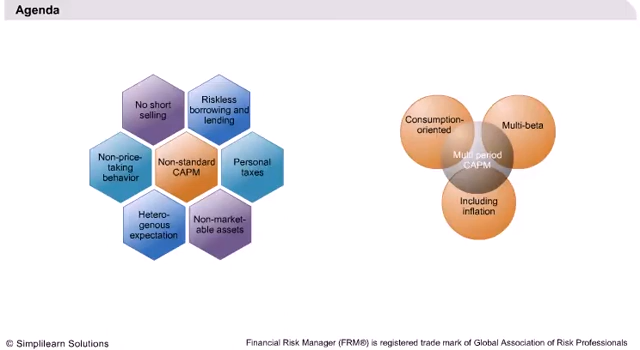 Agenda
No short
selling
Riskless
borrowing and
lending
Non-price-
taking
behavior
Non-standard
CAPM
Personal
taxes
Hetero-
genous
expectation
Non-market-
able assets
Consumption-
oriented
Multi-beta
Multi period
CAPM
Including
inflation
© Simplilearn Solutions
Financial Risk Manager (FRM®) is registered trade mark of Global Association of Risk Professionals